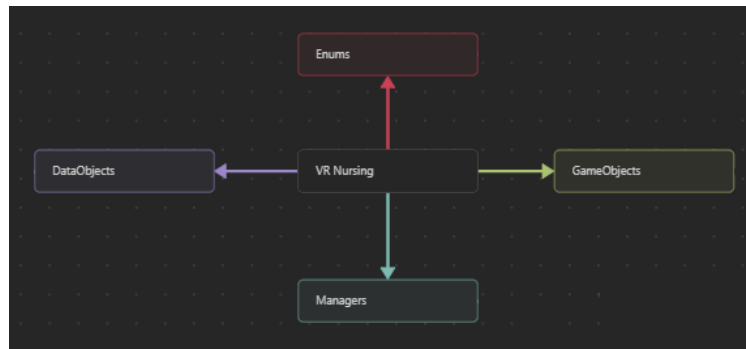 Enums
DataObjects
VR Nursing
GameObjects
Managers